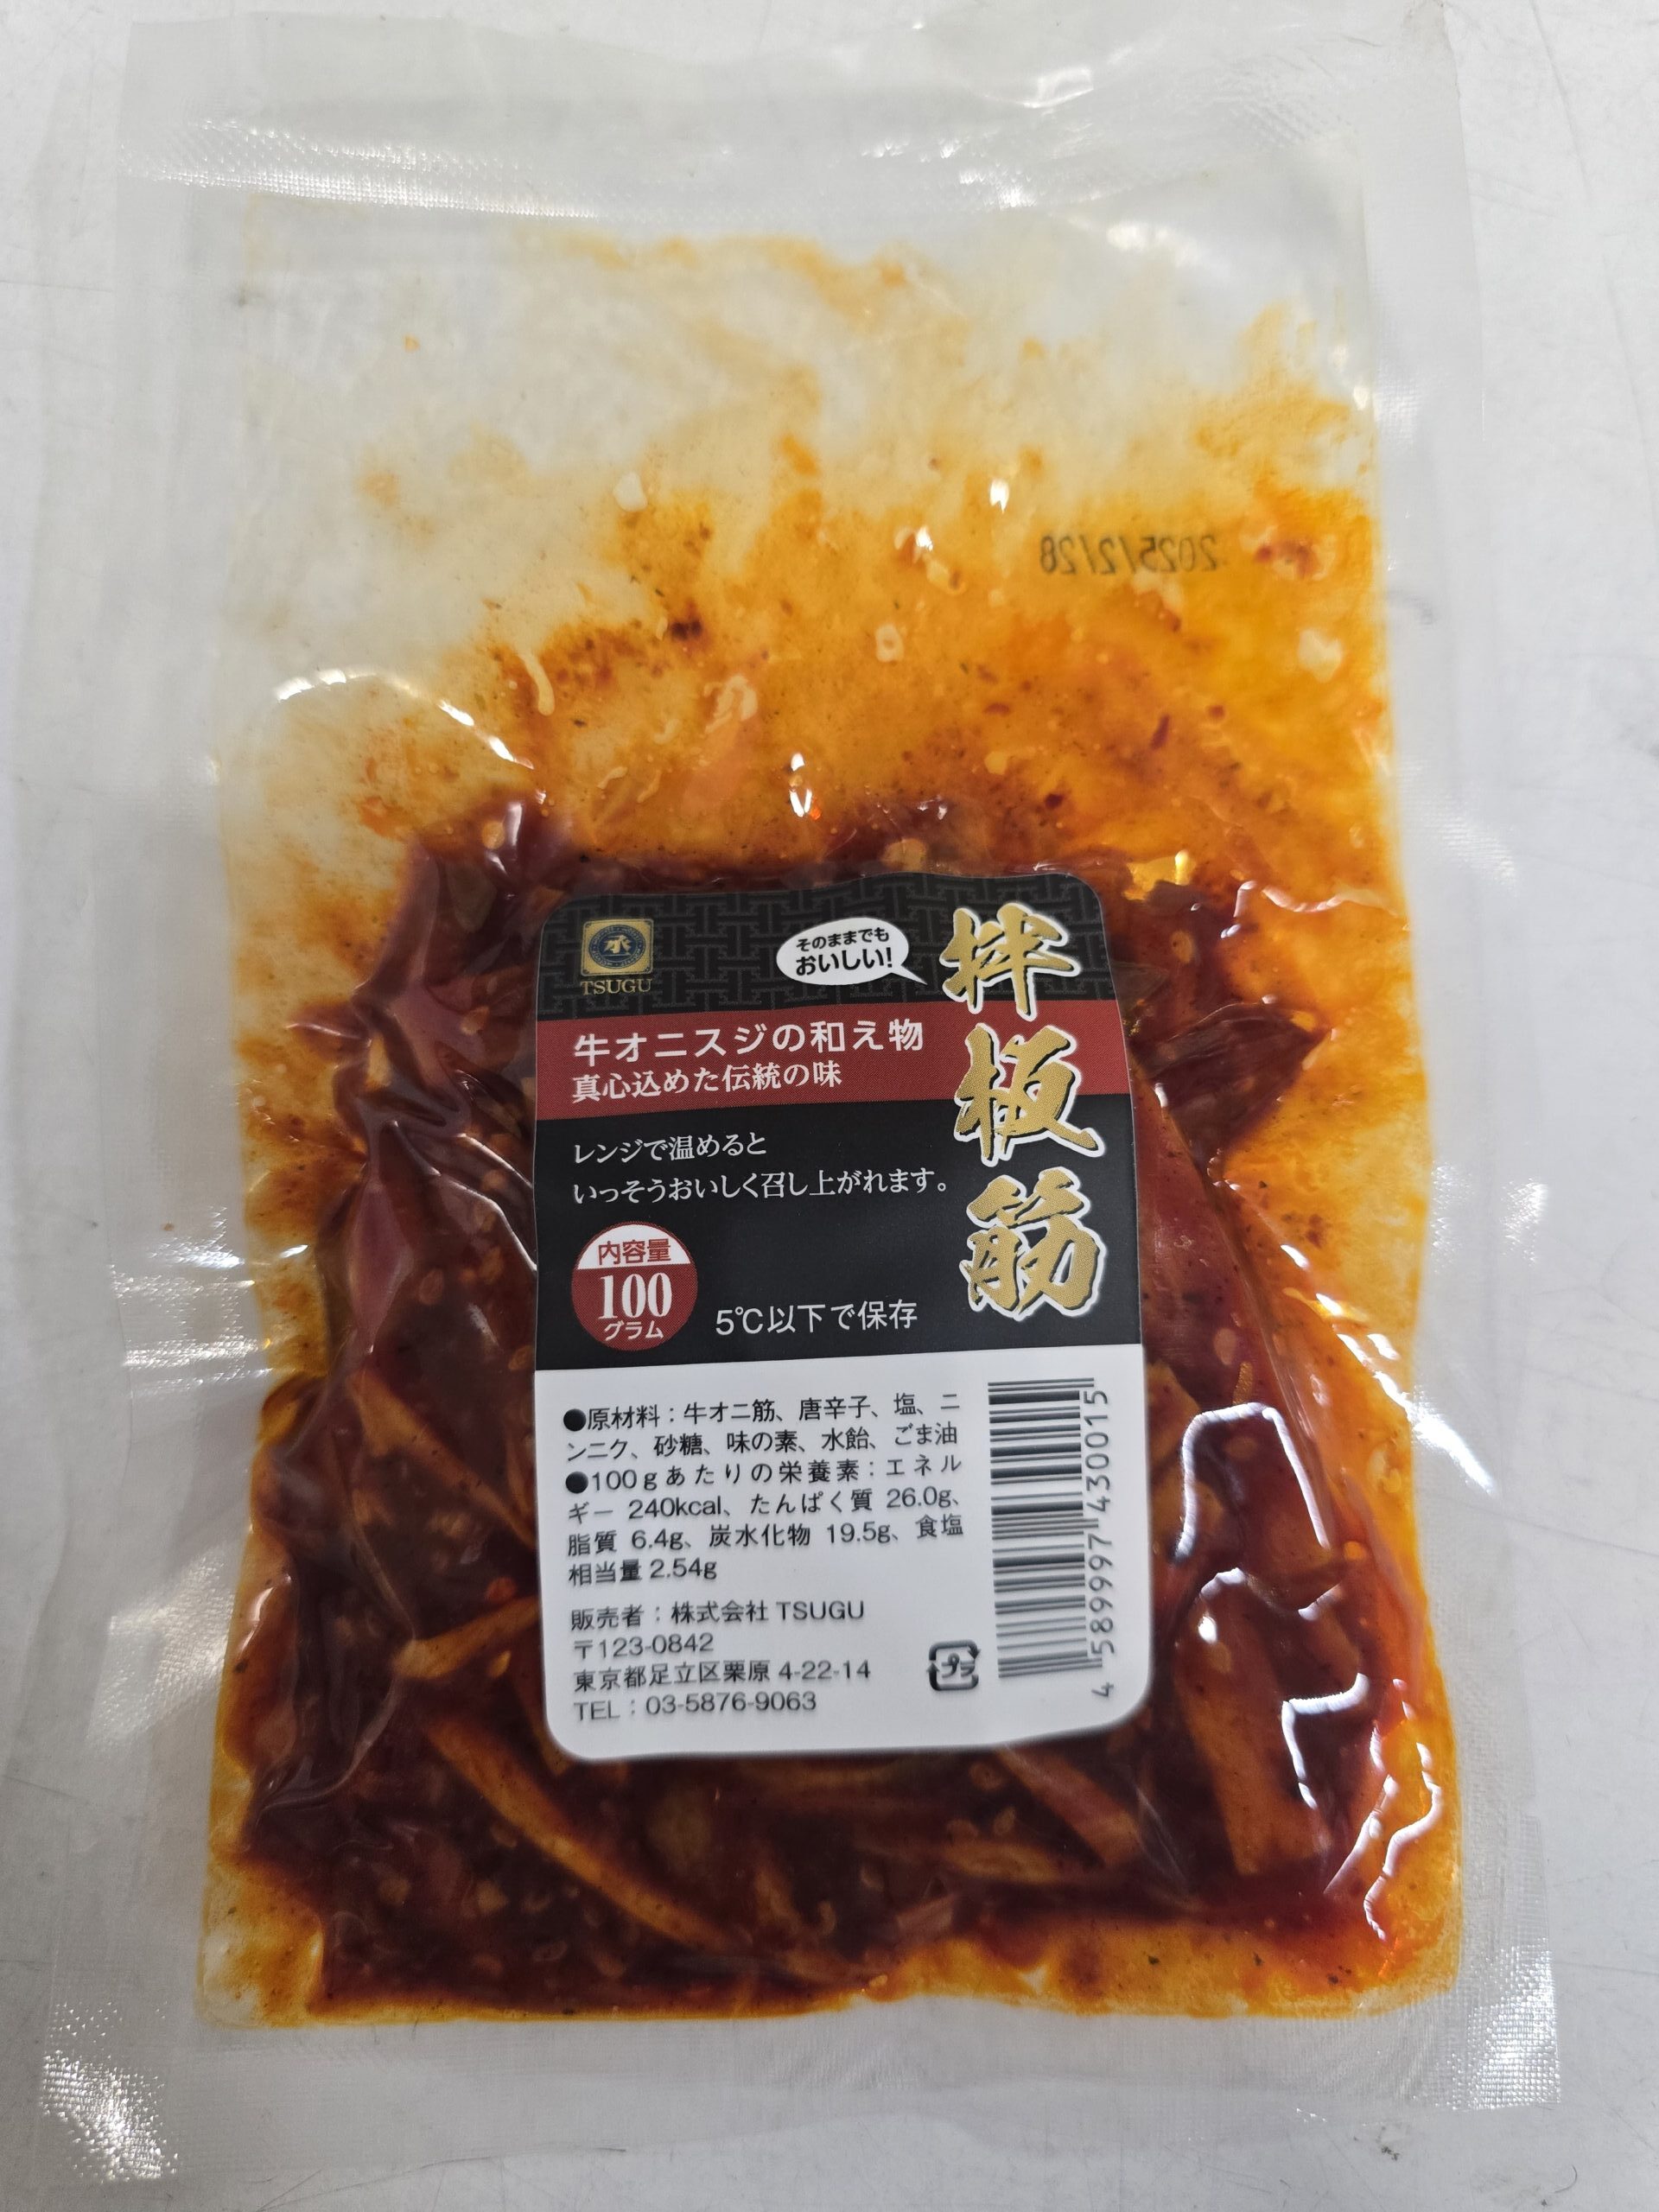 2025/2/28
承
TSUGU
そのままでも
おいしい!
拌板筋
牛オニスジの和え物
真心込めた伝統の味
レンジで温めると
いっそうおいしく召し上がれます。
内容量
100
グラム
5℃以下で保存
●原材料：牛オニ筋、唐辛子、塩、ニ
ンニク、砂糖、味の素、水飴、ごま油
●100gあたりの栄養素：エネル
ギー 240kcal、たんぱく質 26.0g、
脂質 6.4g、炭水化物 19.5g、食塩
相当量 2.54g
販売者：株式会社 TSUGU
〒123-0842
東京都足立区栗原 4-22-14
TEL：03-5876-9063
プラ
4 589997 430015